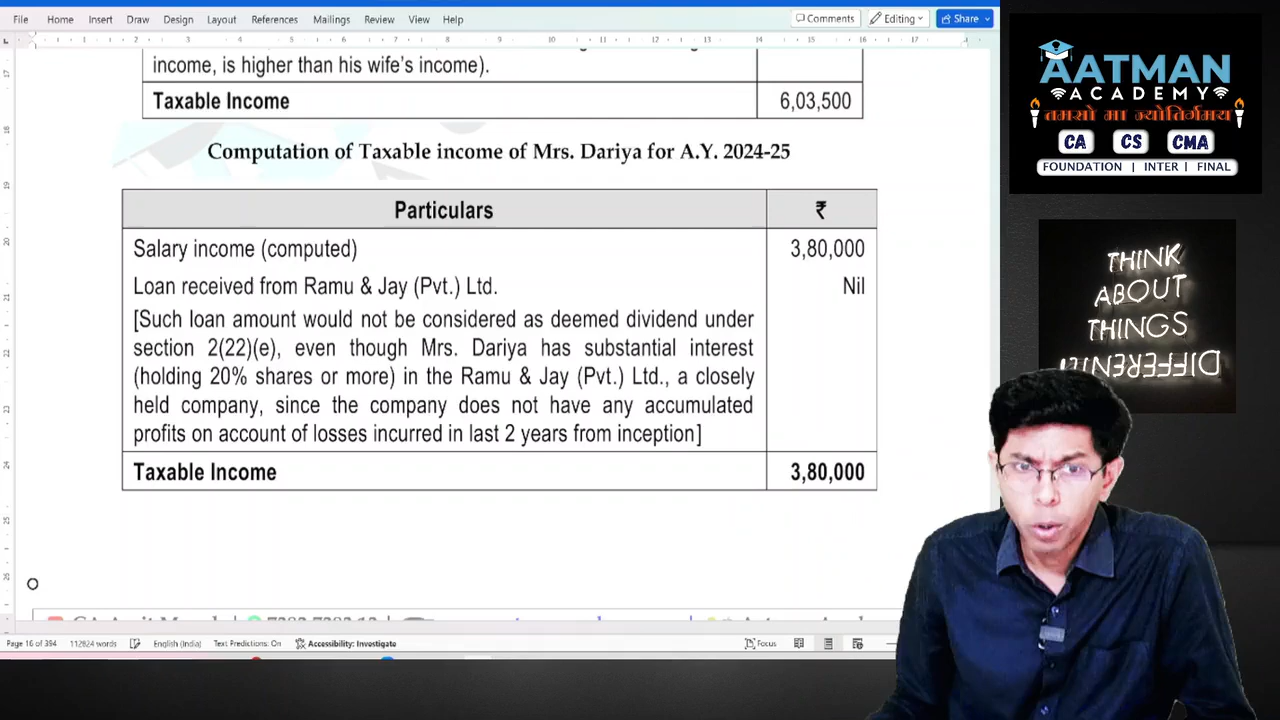 File Home Insert Draw Design Layout References Mailings Review View Help
Comments Editing Share
income, is higher than his wife's income).
Taxable Income 6,03,500
Computation of Taxable income of Mrs. Dariya for A.Y. 2024-25
Particulars ₹
Salary income (computed) 3,80,000
Loan received from Ramu & Jay (Pvt.) Ltd. Nil
[Such loan amount would not be considered as deemed dividend under
section 2(22)(e), even though Mrs. Dariya has substantial interest
(holding 20% shares or more) in the Ramu & Jay (Pvt.) Ltd., a closely
held company, since the company does not have any accumulated
profits on account of losses incurred in last 2 years from inception]
Taxable Income 3,80,000
Page 16 of 394 112824 words English (India) Text Predictions: On Accessibility: Investigate Focus
AATMAN
ACADEMY
तमसो मा ज्योतिर्गमय
CA CS CMA
FOUNDATION | INTER | FINAL
THINK
ABOUT
THINGS